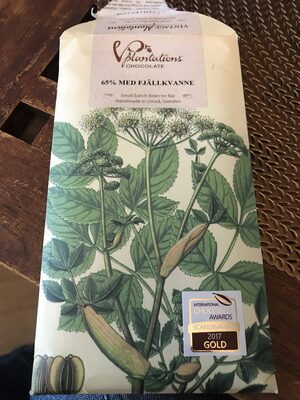 VINTAGE Plantations
Plantations
CHOCOLATE
65% MED FJÄLLKVANNE
Small batch Bean-to-Bar
Handmade in Umeå, Sweden
INTERNATIONAL
AWARDS
SCANDINAVIAN
2017
GOLD